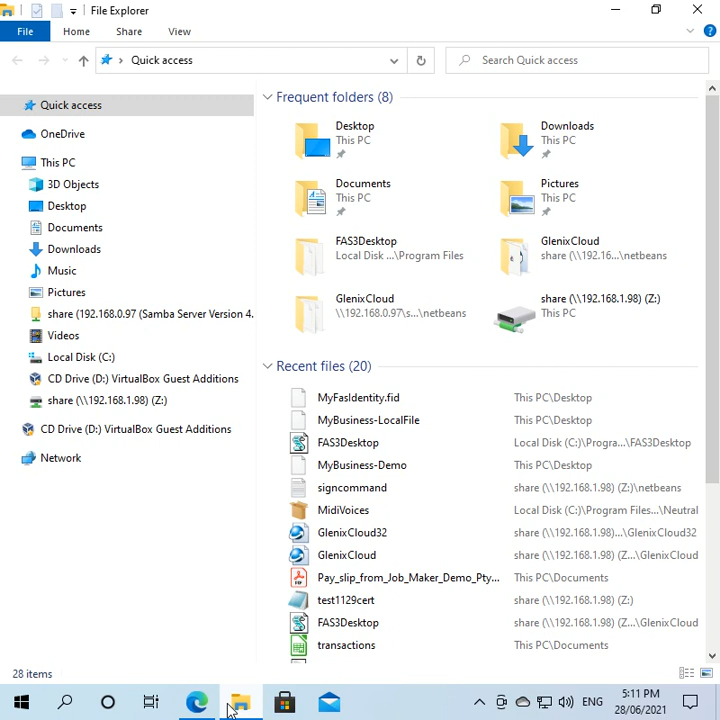 File Explorer
File
Home
Share
View
Quick access
Search Quick access
Quick access
OneDrive
This PC
3D Objects
Desktop
Documents
Downloads
Music
Pictures
share (192.168.0.97 (Samba Server Version 4.
Videos
Local Disk (C:)
CD Drive (D:) VirtualBox Guest Additions
share (\\192.168.1.98) (Z:)
CD Drive (D:) VirtualBox Guest Additions
Network
Frequent folders (8)
Desktop
This PC
Downloads
This PC
Documents
This PC
Pictures
This PC
FAS3Desktop
Local Disk ...\Program Files
GlenixCloud
share (\\192.16...\netbeans
GlenixCloud
\\192.168.0.97\s...\netbeans
share (\\192.168.1.98) (Z:)
This PC
Recent files (20)
MyFasIdentity.fid This PC\Desktop
MyBusiness-LocalFile This PC\Desktop
FAS3Desktop Local Disk (C:)\Progra...\FAS3Desktop
MyBusiness-Demo This PC\Desktop
signcommand share (\\192.168.1.98) (Z:)\netbeans
MidiVoices Local Disk (C:)\Program Files...\Neutral
GlenixCloud32 share (\\192.168.1.98)...\GlenixCloud32
GlenixCloud share (\\192.168.1.98) (Z...\GlenixCloud
Pay_slip_from_Job_Maker_Demo_Pty... This PC\Documents
test1129cert share (\\192.168.1.98) (Z:)
FAS3Desktop share (\\192.168.1.98) (Z...\GlenixCloud
transactions This PC\Documents
28 items
ENG
5:11 PM
28/06/2021